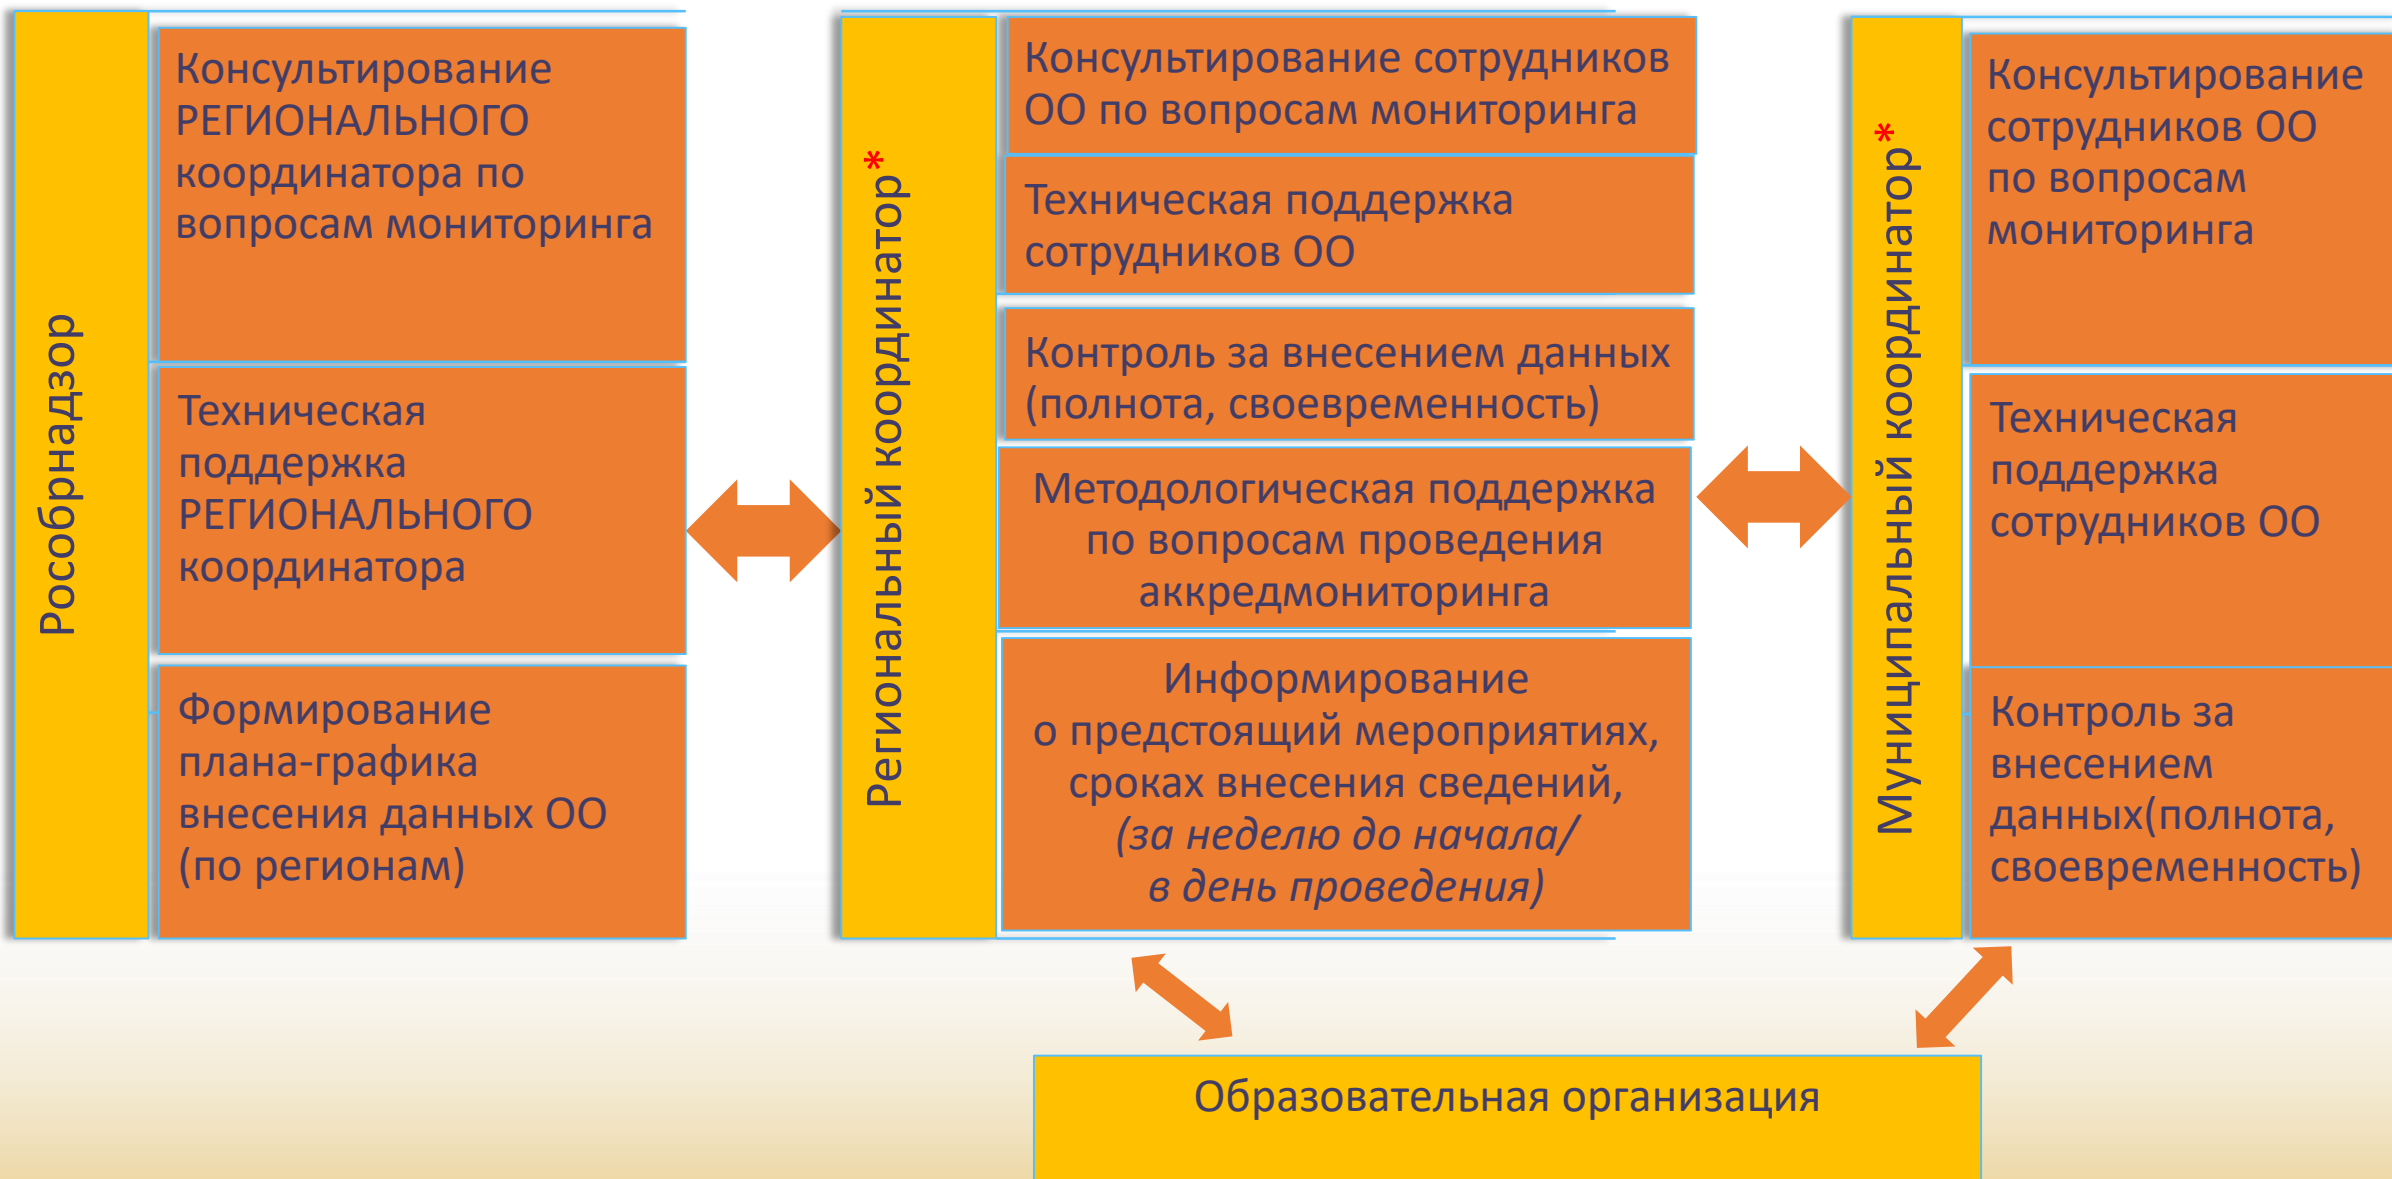 Рособрнадзор
Консультирование
РЕГИОНАЛЬНОГО
координатора по
вопросам мониторинга
Техническая
поддержка
РЕГИОНАЛЬНОГО
координатора
Формирование
плана-графика
внесения данных ОО
(по регионам)
Региональный координатор*
Консультирование сотрудников
ОО по вопросам мониторинга
Техническая поддержка
сотрудников ОО
Контроль за внесением данных
(полнота, своевременность)
Методологическая поддержка
по вопросам проведения
аккредмониторинга
Информирование
о предстоящий мероприятиях,
сроках внесения сведений,
(за неделю до начала/
в день проведения)
Муниципальный координатор*
Консультирование
сотрудников ОО
по вопросам
мониторинга
Техническая
поддержка
сотрудников ОО
Контроль за
внесением
данных(полнота,
своевременность)
Образовательная организация